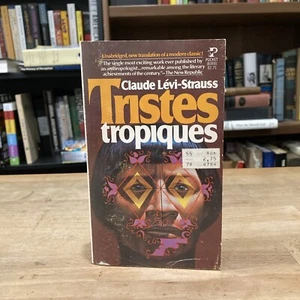 Unabridged, new translation of a modern classic!
"The single most exciting work ever published by
an anthropologist...remarkable among the literary
achievements of the century."—The New Republic
POCKET
Claude Lévi-Strauss
Tristes
tropiques